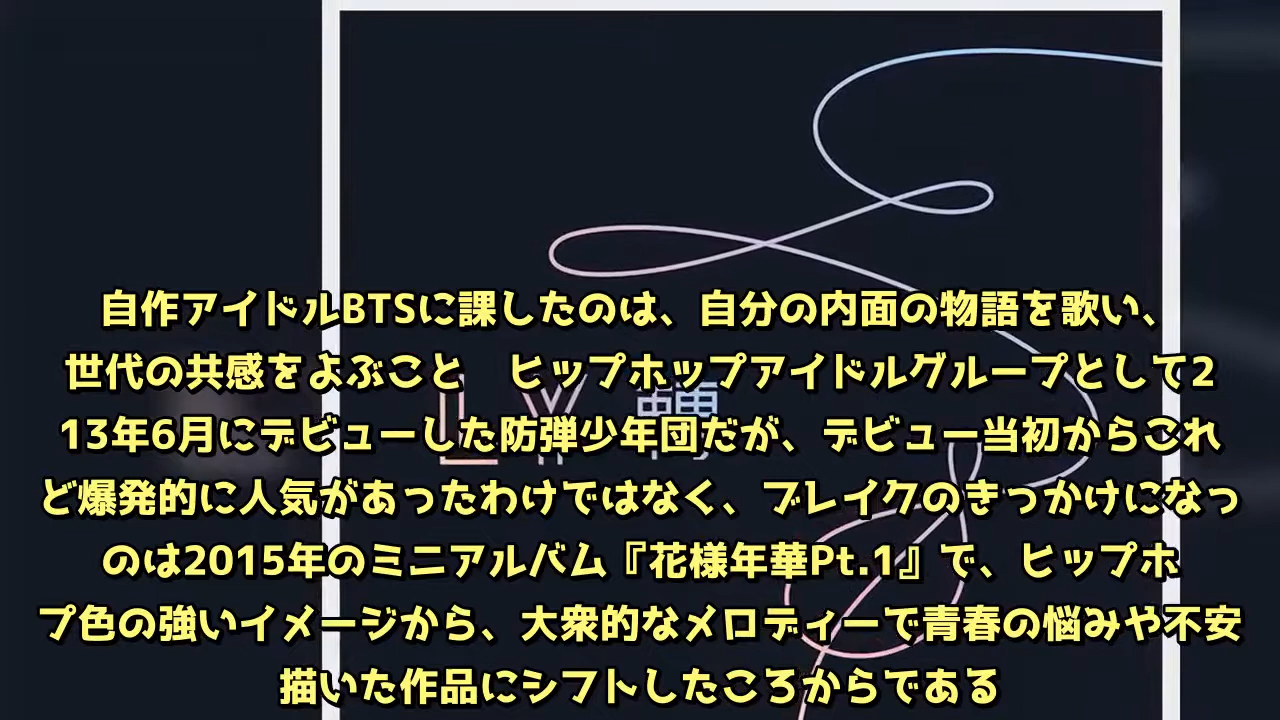 自作アイドルBTSに課したのは、自分の内面の物語を歌い、
世代の共感をよぶこと　ヒップホップアイドルグループとして2
13年6月にデビューした防弾少年団だが、デビュー当初からこれ
ど爆発的に人気があったわけではなく、ブレイクのきっかけになっ
のは2015年のミニアルバム『花様年華Pt.1』で、ヒップホ
プ色の強いイメージから、大衆的なメロディーで青春の悩みや不安
描いた作品にシフトしたころからである
LY 轉